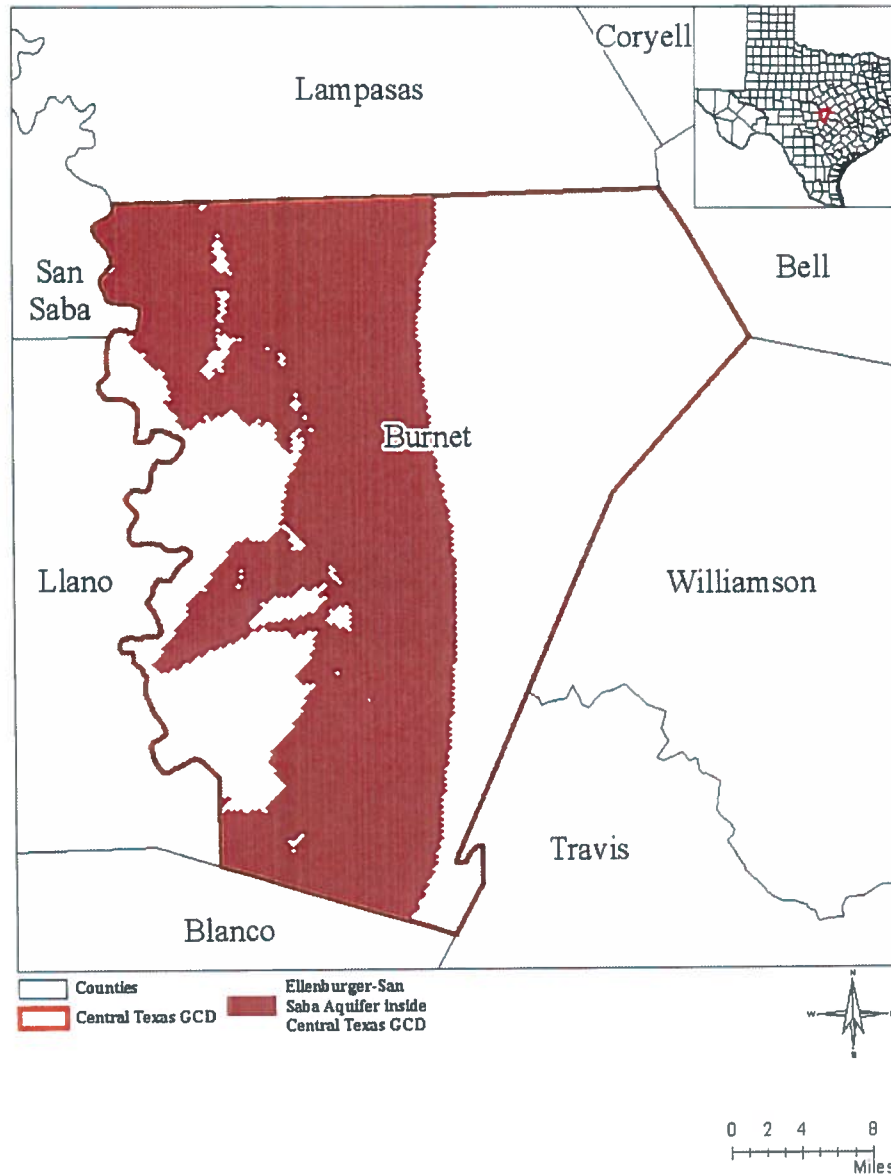 Coryell
Lampasas
San
Saba
Bell
Burnet
Llano
Williamson
Travis
Blanco
Counties
Central Texas GCD
Ellenburger-San
Saba Aquifer inside
Central Texas GCD
N
W
S
0 2 4 8
Miles